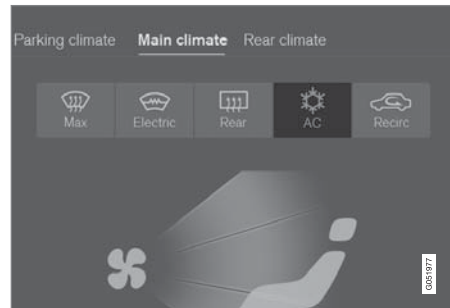 Parking climate Main climate Rear climate
Max Electric Rear AC Recirc
G051977